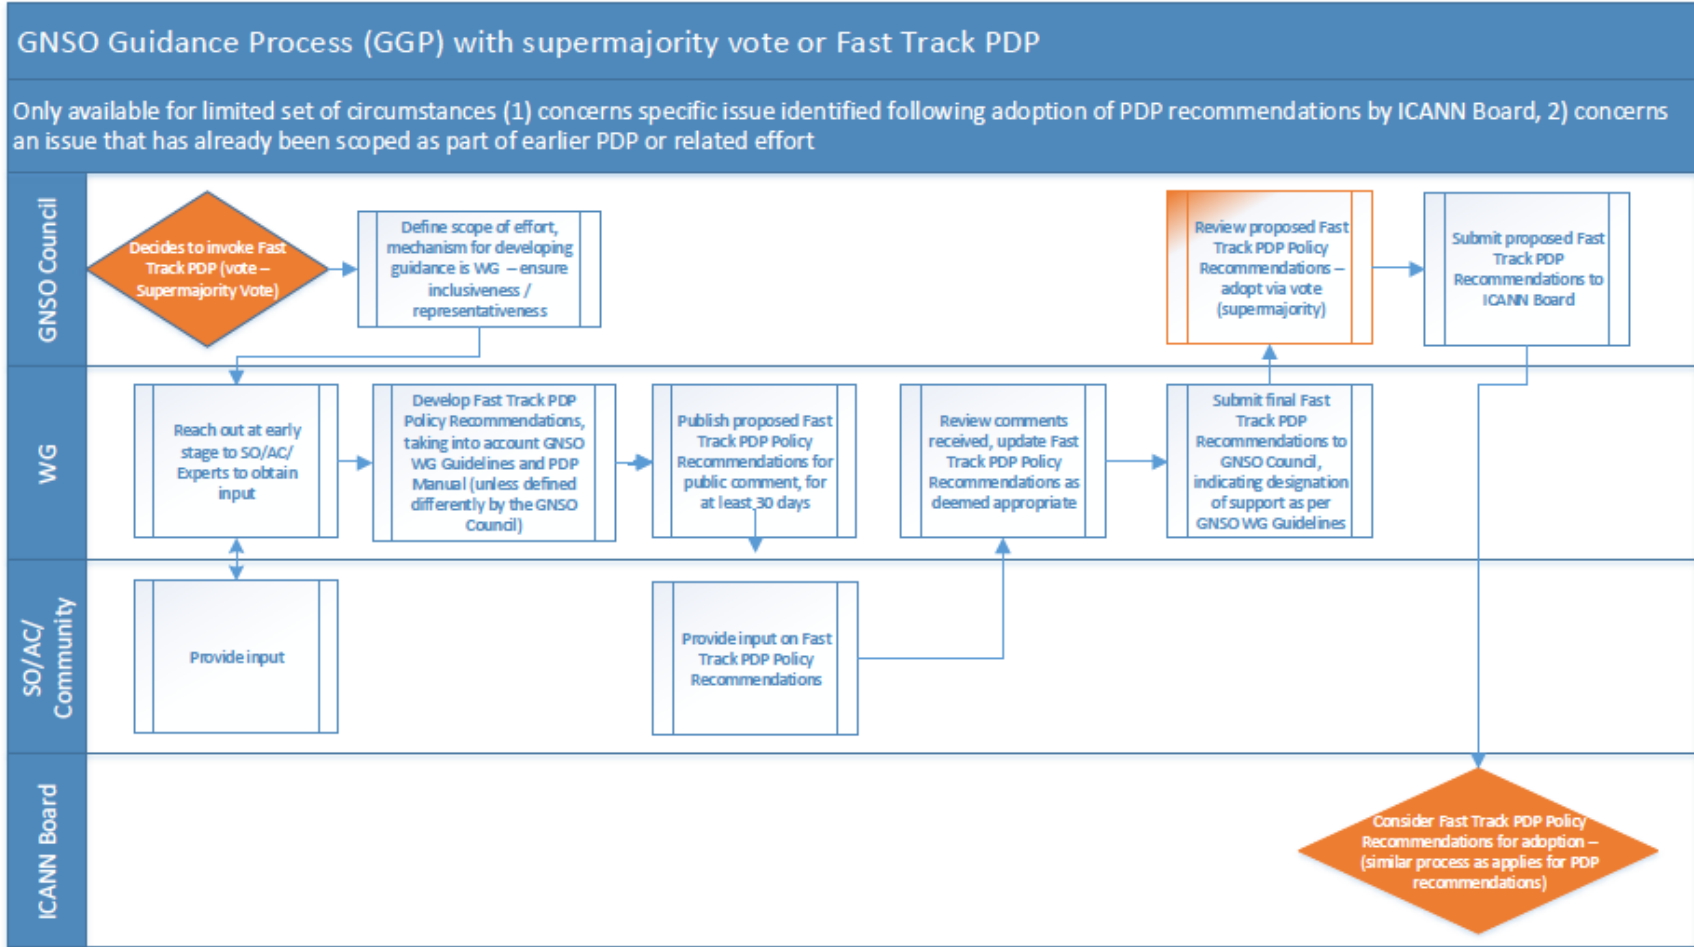 GNSO Guidance Process (GGP) with supermajority vote or Fast Track PDP
Only available for limited set of circumstances (1) concerns specific issue identified following adoption of PDP recommendations by ICANN Board, 2) concerns
an issue that has already been scoped as part of earlier PDP or related effort
GNSO Council
Decides to invoke Fast
Track PDP (vote –
Supermajority Vote)
Define scope of effort,
mechanism for developing
guidance is WG – ensure
inclusiveness /
representativeness
Review proposed Fast
Track PDP Policy
Recommendations –
adopt via vote
(supermajority)
Submit proposed Fast
Track PDP
Recommendations to
ICANN Board
WG
Reach out at early
stage to SO/AC/
Experts to obtain
input
Develop Fast Track PDP
Policy Recommendations,
taking into account GNSO
WG Guidelines and PDP
Manual (unless defined
differently by the GNSO
Council)
Publish proposed Fast
Track PDP Policy
Recommendations for
public comment, for
at least 30 days
Review comments
received, update Fast
Track PDP Policy
Recommendations as
deemed appropriate
Submit final Fast
Track PDP
Recommendations to
GNSO Council,
indicating designation
of support as per
GNSO WG Guidelines
SO/AC/
Community
Provide input
Provide input on Fast
Track PDP Policy
Recommendations
ICANN Board
Consider Fast Track PDP Policy
Recommendations for adoption –
(similar process as applies for PDP
recommendations)